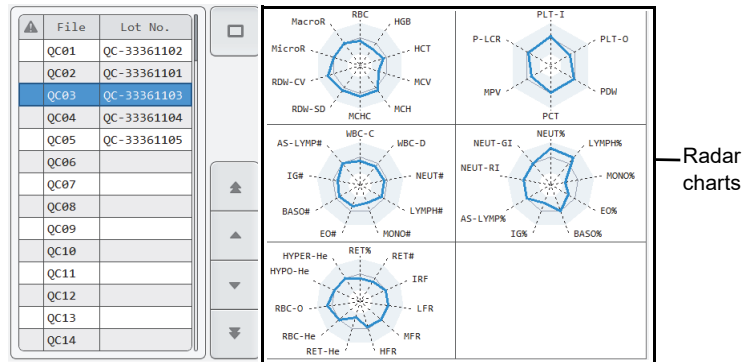 File Lot No.
QC01 QC-33361102
QC02 QC-33361101
QC03 QC-33361103
QC04 QC-33361104
QC05 QC-33361105
QC06
QC07
QC08
QC09
QC10
QC11
QC12
QC13
QC14
RBC
MacroR HGB
MicroR HCT
RDW-CV MCV
RDW-SD MCH
MCHC
PLT-I
P-LCR PLT-O
MPV PDW
PCT
WBC-C
AS-LYMP# WBC-D
IG# NEUT#
BASO# LYMPH#
EO# MONO#
NEUT%
NEUT-GI LYMPH%
NEUT-RI MONO%
AS-LYMP% EO%
IG% BASO%
RET%
HYPER-He RET#
HYPO-He IRF
RBC-O LFR
RBC-He MFR
RET-He HFR
Radar
charts